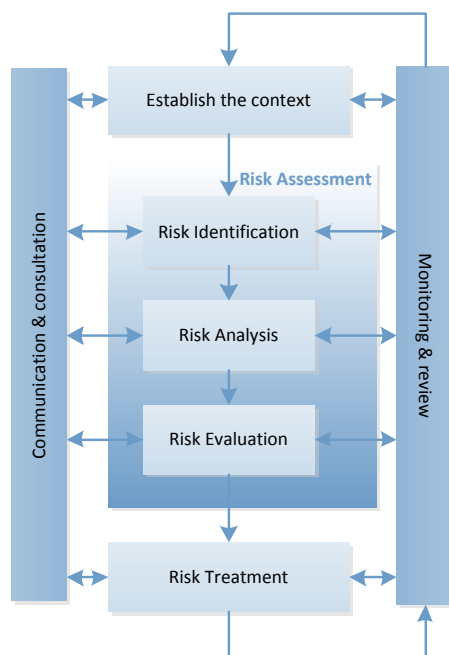 Establish the context
Risk Assessment
Risk Identification
Risk Analysis
Risk Evaluation
Risk Treatment
Communication & consultation
Monitoring & review